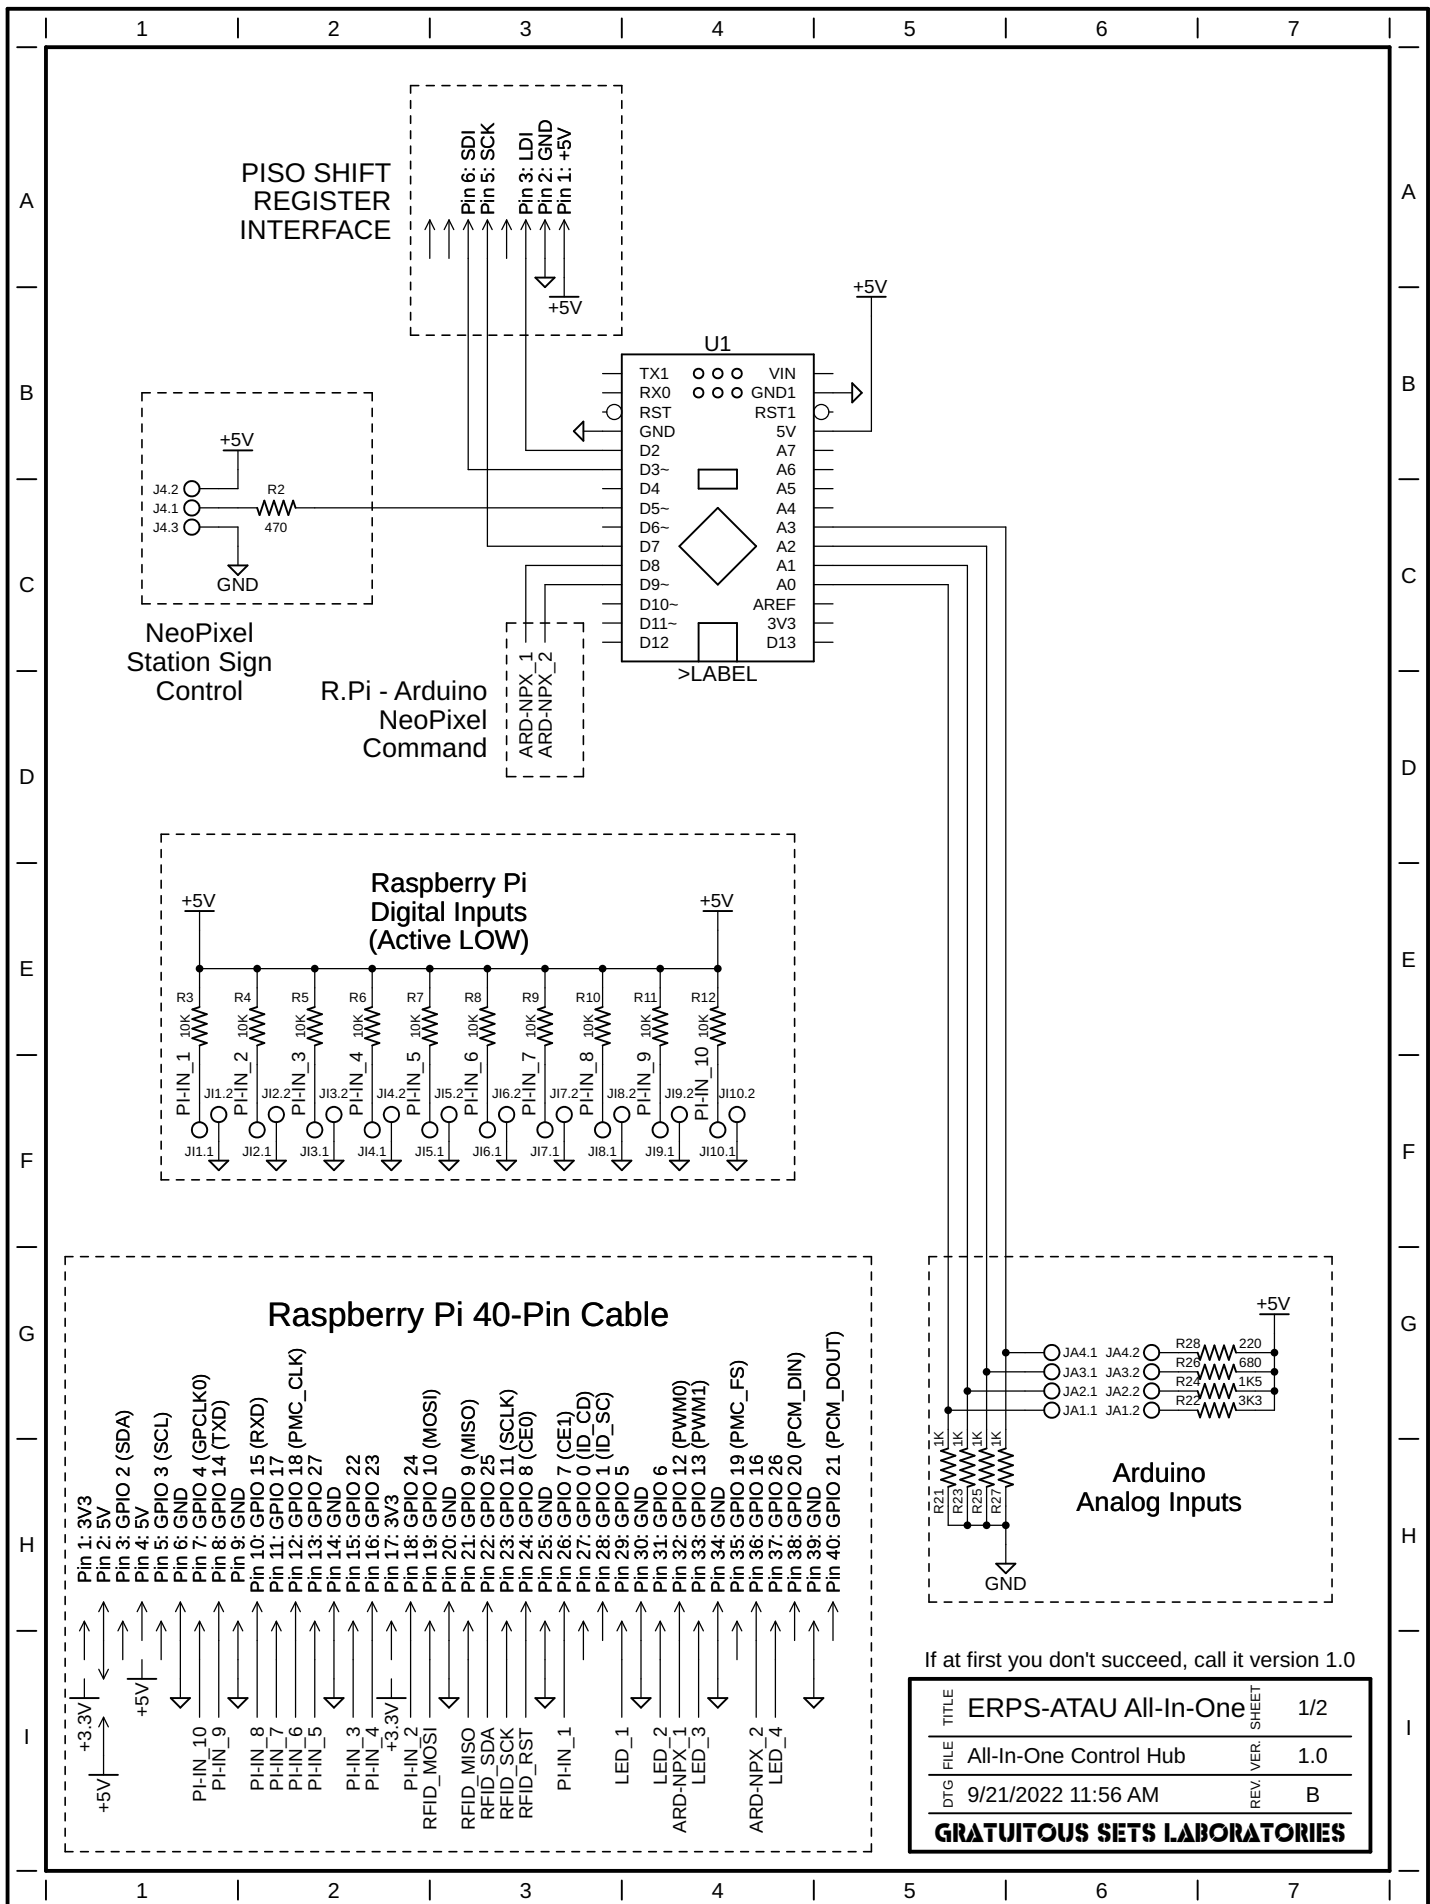 1 2 3 4 5 6 7
A
B
C
D
E
F
G
H
I
A
B
C
D
E
F
G
H
I
PISO SHIFT
REGISTER
INTERFACE
Pin 6: SDI
Pin 5: SCK
Pin 3: LDI
Pin 2: GND
Pin 1: +5V
+5V
+5V
U1
TX1
RX0
RST
GND
D2
D3~
D4
D5~
D6~
D7
D8
D9~
D10~
D11~
D12
VIN
GND1
RST1
5V
A7
A6
A5
A4
A3
A2
A1
A0
AREF
3V3
D13
>LABEL
+5V
J4.2
J4.1
J4.3
R2
470
GND
NeoPixel
Station Sign
Control
R.Pi - Arduino
NeoPixel
Command
ARD-NPX_1
ARD-NPX_2
Raspberry Pi
Digital Inputs
(Active LOW)
+5V
+5V
R3 R4 R5 R6 R7 R8 R9 R10 R11 R12
10K 10K 10K 10K 10K 10K 10K 10K 10K 10K
PI-IN_1
PI-IN_2
PI-IN_3
PI-IN_4
PI-IN_5
PI-IN_6
PI-IN_7
PI-IN_8
PI-IN_9
PI-IN_10
JI1.2 JI2.2 JI3.2 JI4.2 JI5.2 JI6.2 JI7.2 JI8.2 JI9.2 JI10.2
JI1.1 JI2.1 JI3.1 JI4.1 JI5.1 JI6.1 JI7.1 JI8.1 JI9.1 JI10.1
Raspberry Pi 40-Pin Cable
Pin 1: 3V3
Pin 2: 5V
Pin 3: GPIO 2 (SDA)
Pin 4: 5V
Pin 5: GPIO 3 (SCL)
Pin 6: GND
Pin 7: GPIO 4 (GPCLK0)
Pin 8: GPIO 14 (TXD)
Pin 9: GND
Pin 10: GPIO 15 (RXD)
Pin 11: GPIO 17
Pin 12: GPIO 18 (PMC_CLK)
Pin 13: GPIO 27
Pin 14: GND
Pin 15: GPIO 22
Pin 16: GPIO 23
Pin 17: 3V3
Pin 18: GPIO 24
Pin 19: GPIO 10 (MOSI)
Pin 20: GND
Pin 21: GPIO 9 (MISO)
Pin 22: GPIO 25
Pin 23: GPIO 11 (SCLK)
Pin 24: GPIO 8 (CE0)
Pin 25: GND
Pin 26: GPIO 7 (CE1)
Pin 27: GPIO 0 (ID_CD)
Pin 28: GPIO 1 (ID_SC)
Pin 29: GPIO 5
Pin 30: GND
Pin 31: GPIO 6
Pin 32: GPIO 12 (PWM0)
Pin 33: GPIO 13 (PWM1)
Pin 34: GND
Pin 35: GPIO 19 (PMC_FS)
Pin 36: GPIO 16
Pin 37: GPIO 26
Pin 38: GPIO 20 (PCM_DIN)
Pin 39: GND
Pin 40: GPIO 21 (PCM_DOUT)
+3.3V
+5V
+5V
PI-IN_10
PI-IN_9
PI-IN_8
PI-IN_7
PI-IN_6
PI-IN_5
PI-IN_3
PI-IN_4
+3.3V
PI-IN_2
RFID_MOSI
RFID_MISO
RFID_SDA
RFID_SCK
RFID_RST
PI-IN_1
LED_1
LED_2
ARD-NPX_1
LED_3
ARD-NPX_2
LED_4
+5V
JA4.1 JA4.2 R28 220
JA3.1 JA3.2 R26 680
JA2.1 JA2.2 R24 1K5
JA1.1 JA1.2 R22 3K3
1K 1K 1K 1K
R21 R23 R25 R27
GND
Arduino
Analog Inputs
If at first you don't succeed, call it version 1.0
TITLE ERPS-ATAU All-In-One SHEET 1/2
FILE All-In-One Control Hub VER. 1.0
DTG 9/21/2022 11:56 AM REV. B
GRATUITOUS SETS LABORATORIES
1 2 3 4 5 6 7